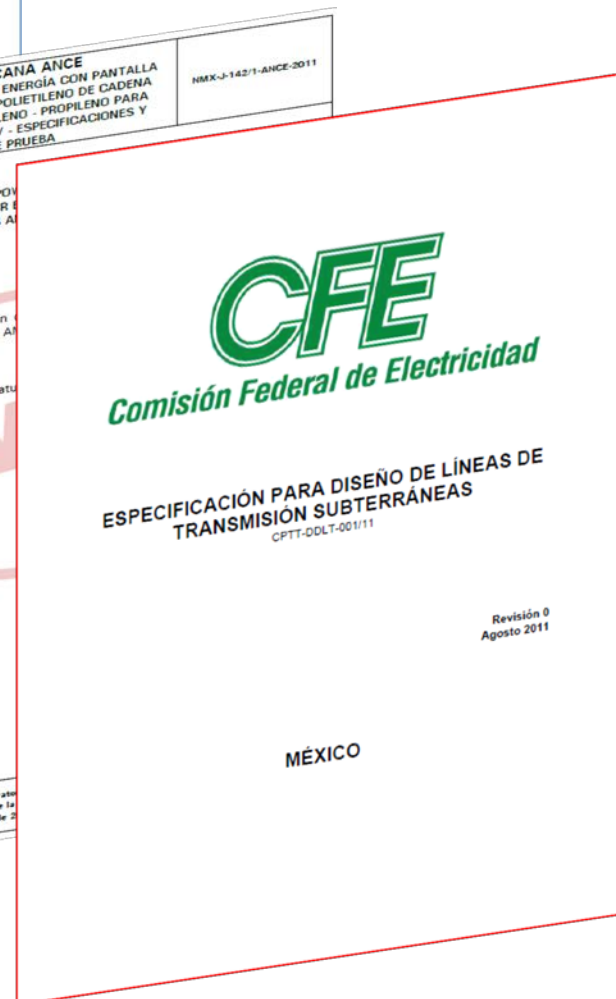 CANA ANCE
ENERGÍA CON PANTALLA
POLIETILENO DE CADENA
LENO - PROPILENO PARA
- ESPECIFICACIONES Y
PRUEBA
NMX-J-142/1-ANCE-2011
CFE
Comisión Federal de Electricidad
ESPECIFICACIÓN PARA DISEÑO DE LÍNEAS DE
TRANSMISIÓN SUBTERRÁNEAS
CPTT-DDLT-001/11
Revisión 0
Agosto 2011
MÉXICO